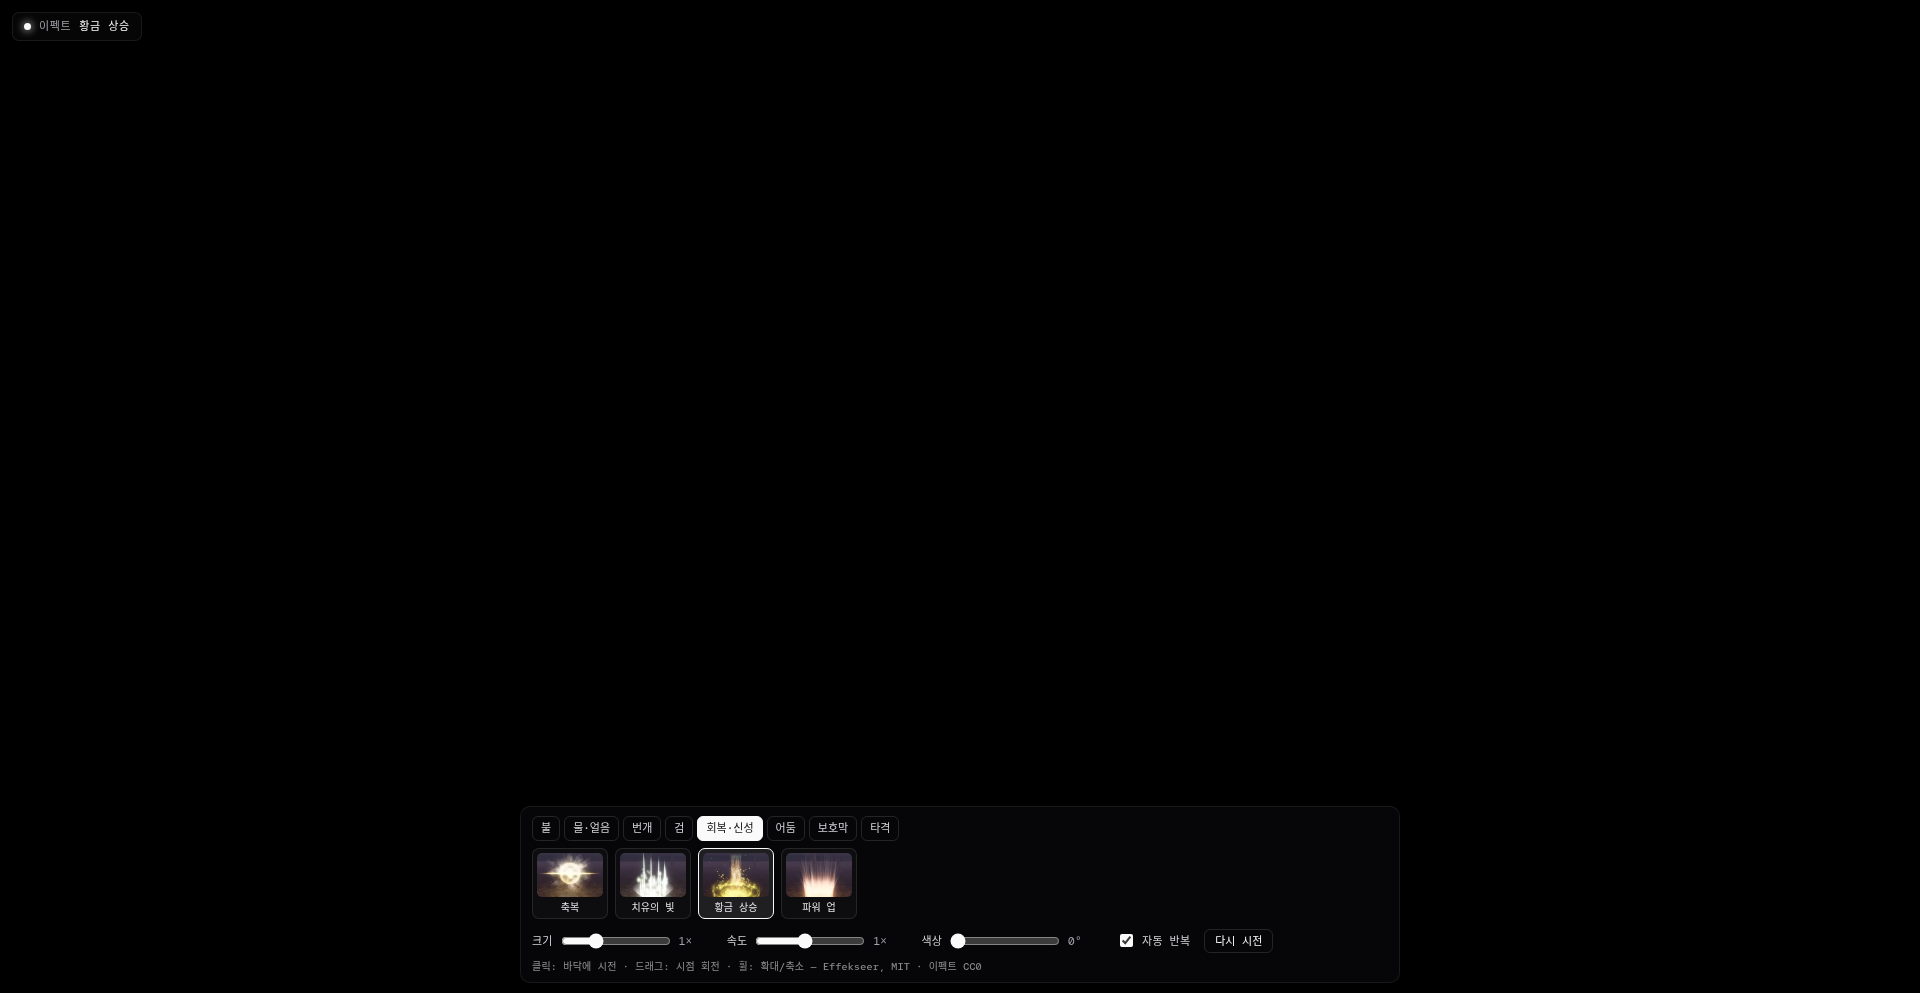 이펙트 황금 상승
불 물·얼음 번개 검 회복·신성 어둠 보호막 타격
축복 치유의 빛 황금 상승 파워 업
크기 1× 속도 1× 색상 0° 자동 반복 다시 시전
클릭: 바닥에 시전 · 드래그: 시점 회전 · 휠: 확대/축소 — Effekseer, MIT · 이펙트 CC0